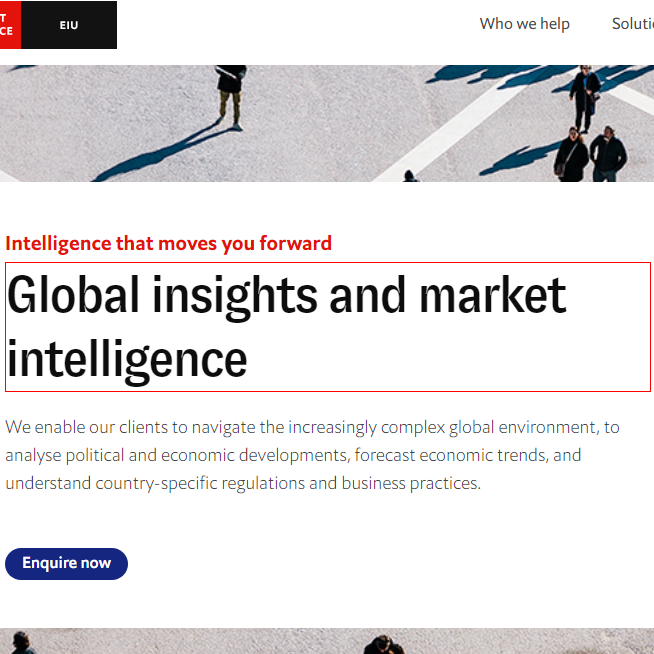 T
CE
EIU
Who we help
Soluti
Intelligence that moves you forward
Global insights and market
intelligence
We enable our clients to navigate the increasingly complex global environment, to
analyse political and economic developments, forecast economic trends, and
understand country-specific regulations and business practices.
Enquire now